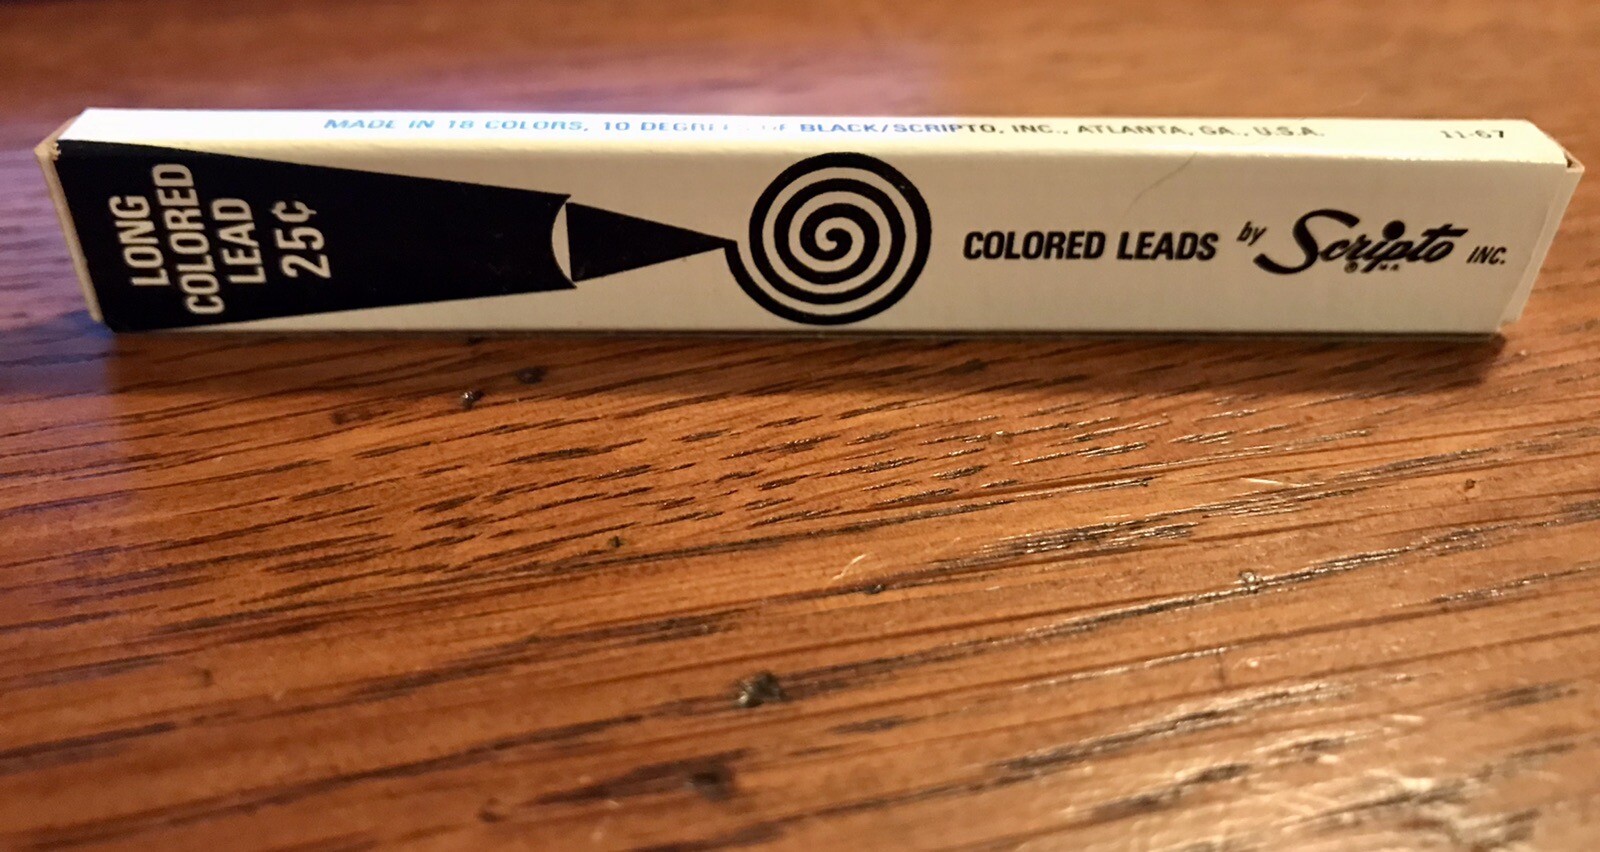 MADE IN 18 COLORS, 10 DEGREES OF BLACK/SCRIPTO, INC., ATLANTA, GA., U.S.A. 11-67
LONG
COLORED
LEAD
25¢
COLORED LEADS by Scripto INC.